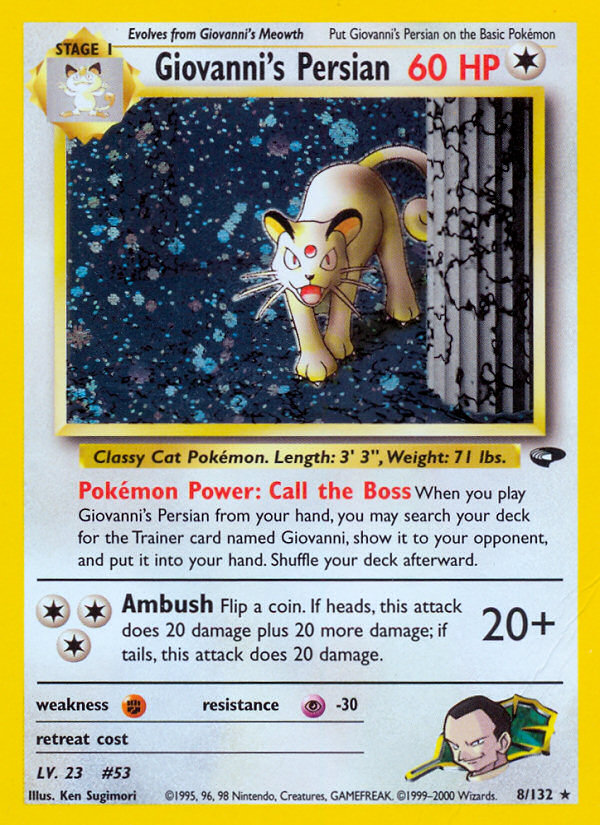 Evolves from Giovanni's Meowth Put Giovanni's Persian on the Basic Pokémon
STAGE 1
Giovanni's Persian 60 HP
Classy Cat Pokémon. Length: 3' 3", Weight: 71 lbs.
Pokémon Power: Call the Boss When you play
Giovanni's Persian from your hand, you may search your deck
for the Trainer card named Giovanni, show it to your opponent,
and put it into your hand. Shuffle your deck afterward.
Ambush Flip a coin. If heads, this attack
does 20 damage plus 20 more damage; if
tails, this attack does 20 damage.
20+
weakness resistance -30
retreat cost
LV. 23 #53
Illus. Ken Sugimori ©1995, 96, 98 Nintendo, Creatures, GAMEFREAK. ©1999–2000 Wizards. 8/132 ★